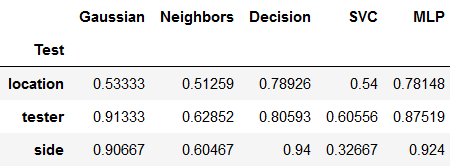 Gaussian Neighbors Decision SVC MLP
Test
location 0.53333 0.51259 0.78926 0.54 0.78148
tester 0.91333 0.62852 0.80593 0.60556 0.87519
side 0.90667 0.60467 0.94 0.32667 0.924